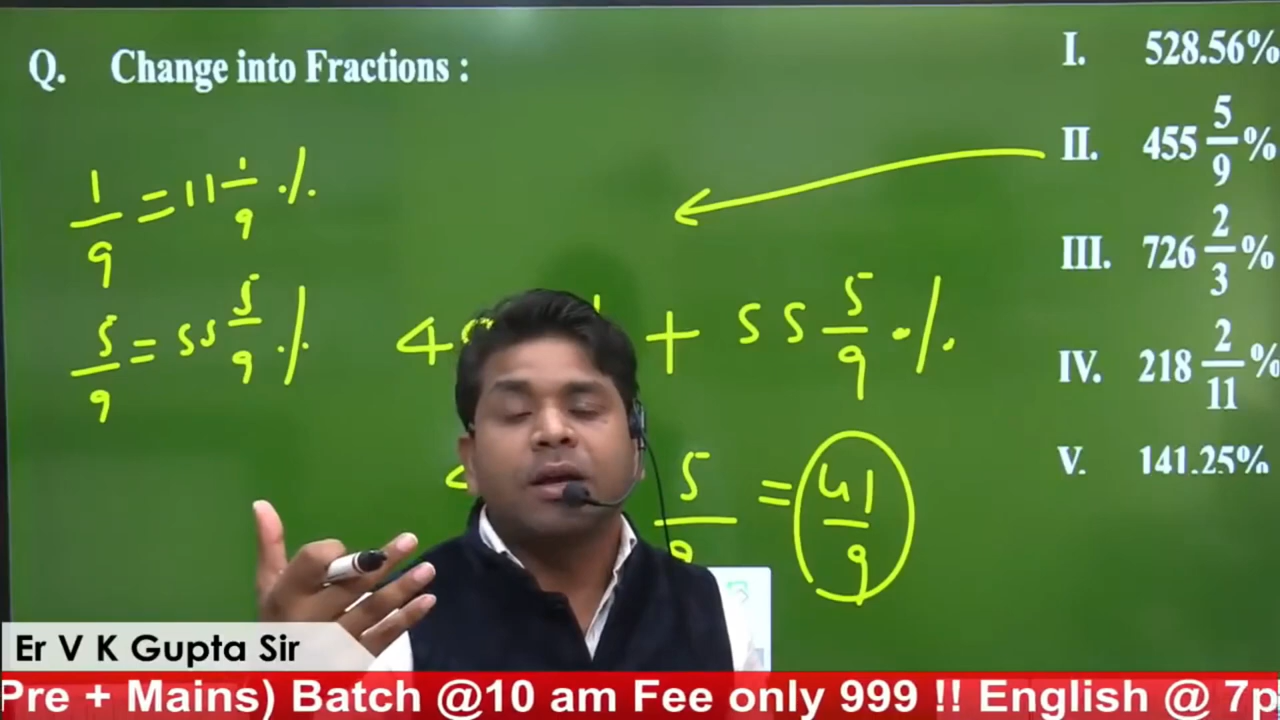 Q. Change into Fractions :
I. 528.56%
II. 455 5/9 %
III. 726 2/3 %
IV. 218 2/11 %
V. 141.25%
1/9 = 11 1/9 %
5/9 = 55 5/9 %
+ 55 5/9 %
5/9 = 41/9
Er V K Gupta Sir
Pre + Mains) Batch @10 am Fee only 999 !! English @ 7p